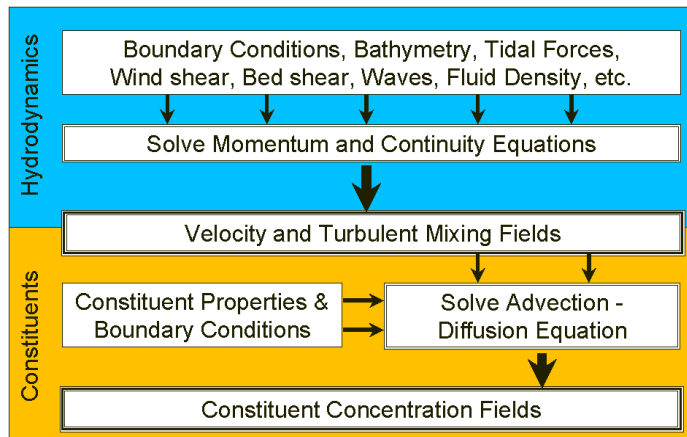 Hydrodynamics
Boundary Conditions, Bathymetry, Tidal Forces,
Wind shear, Bed shear, Waves, Fluid Density, etc.
Solve Momentum and Continuity Equations
Velocity and Turbulent Mixing Fields
Constituents
Constituent Properties &
Boundary Conditions
Solve Advection -
Diffusion Equation
Constituent Concentration Fields